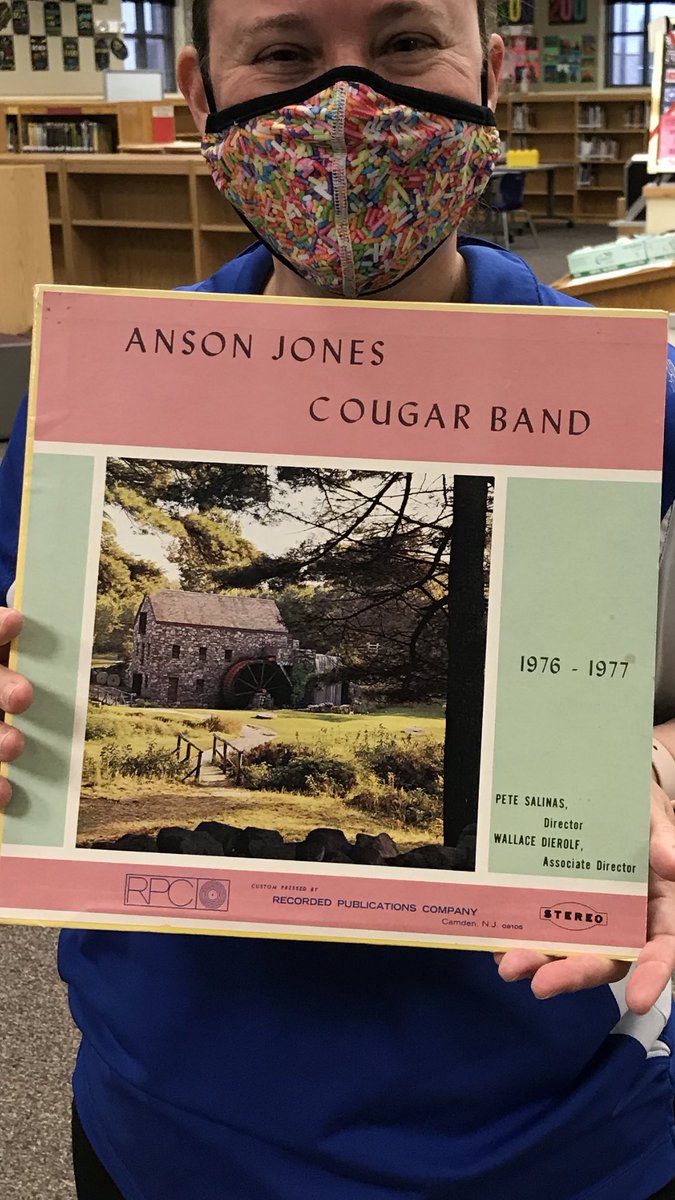 ANSON JONES
COUGAR BAND
1976 - 1977
PETE SALINAS,
Director
WALLACE DIEROLF,
Associate Director
RPC
CUSTOM PRESSED BY
RECORDED PUBLICATIONS COMPANY
Camden, N.J. 08105
STEREO